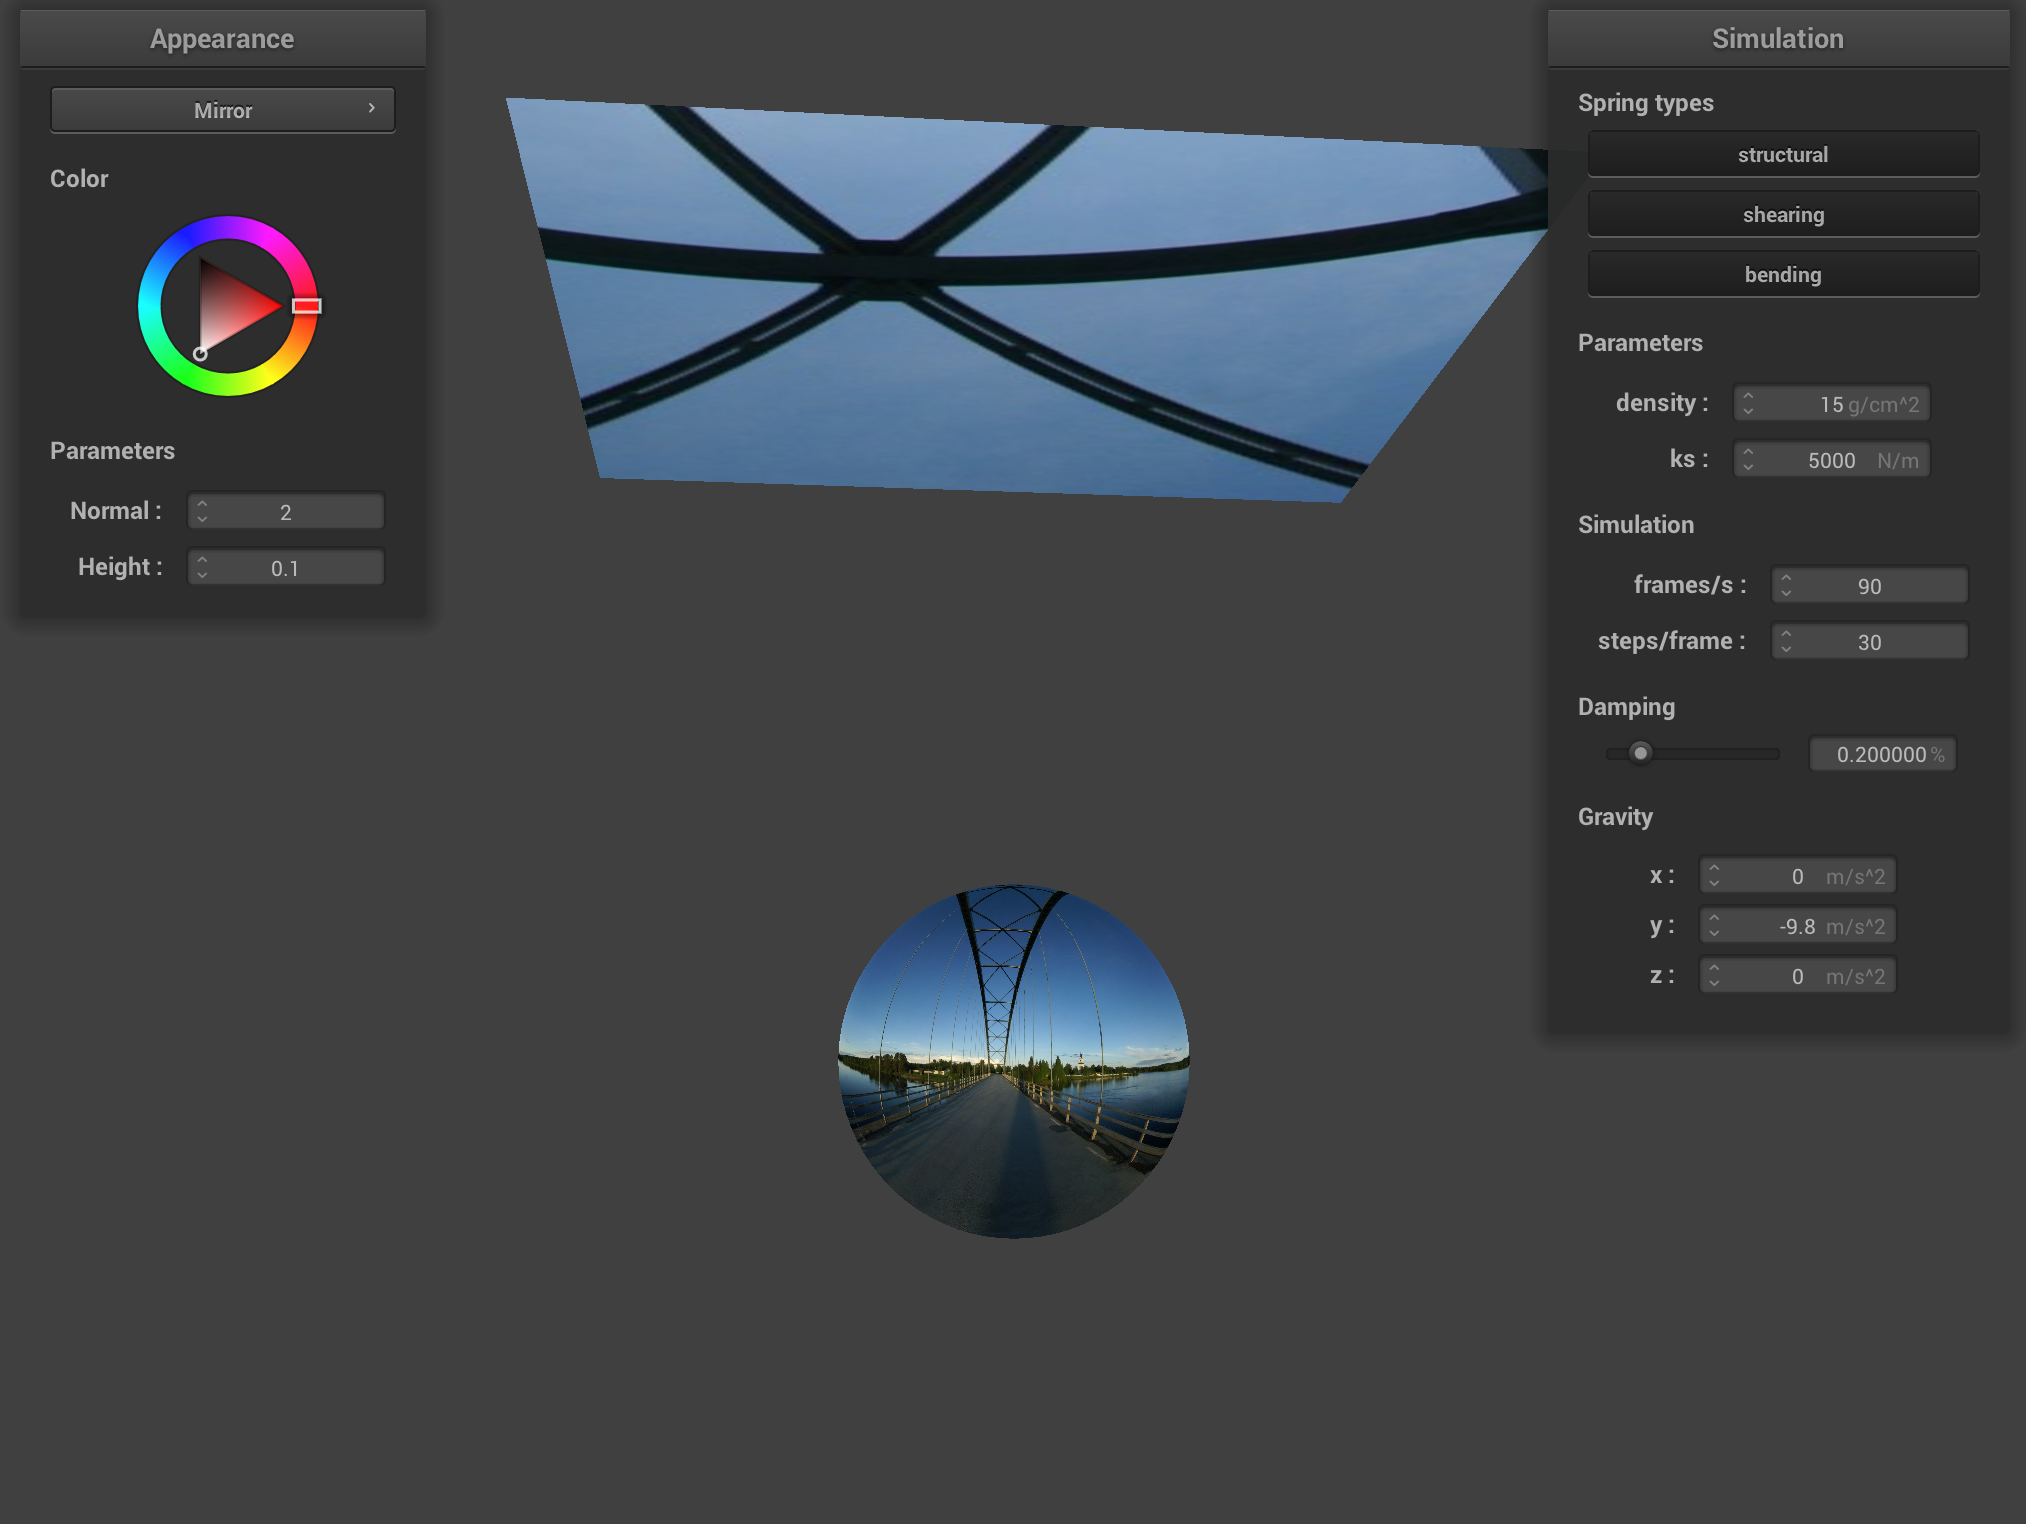 Appearance
Mirror
Color
Parameters
Normal : 2
Height : 0.1
Simulation
Spring types
structural
shearing
bending
Parameters
density : 15 g/cm^2
ks : 5000 N/m
Simulation
frames/s : 90
steps/frame : 30
Damping
0.200000 %
Gravity
x : 0 m/s^2
y : -9.8 m/s^2
z : 0 m/s^2